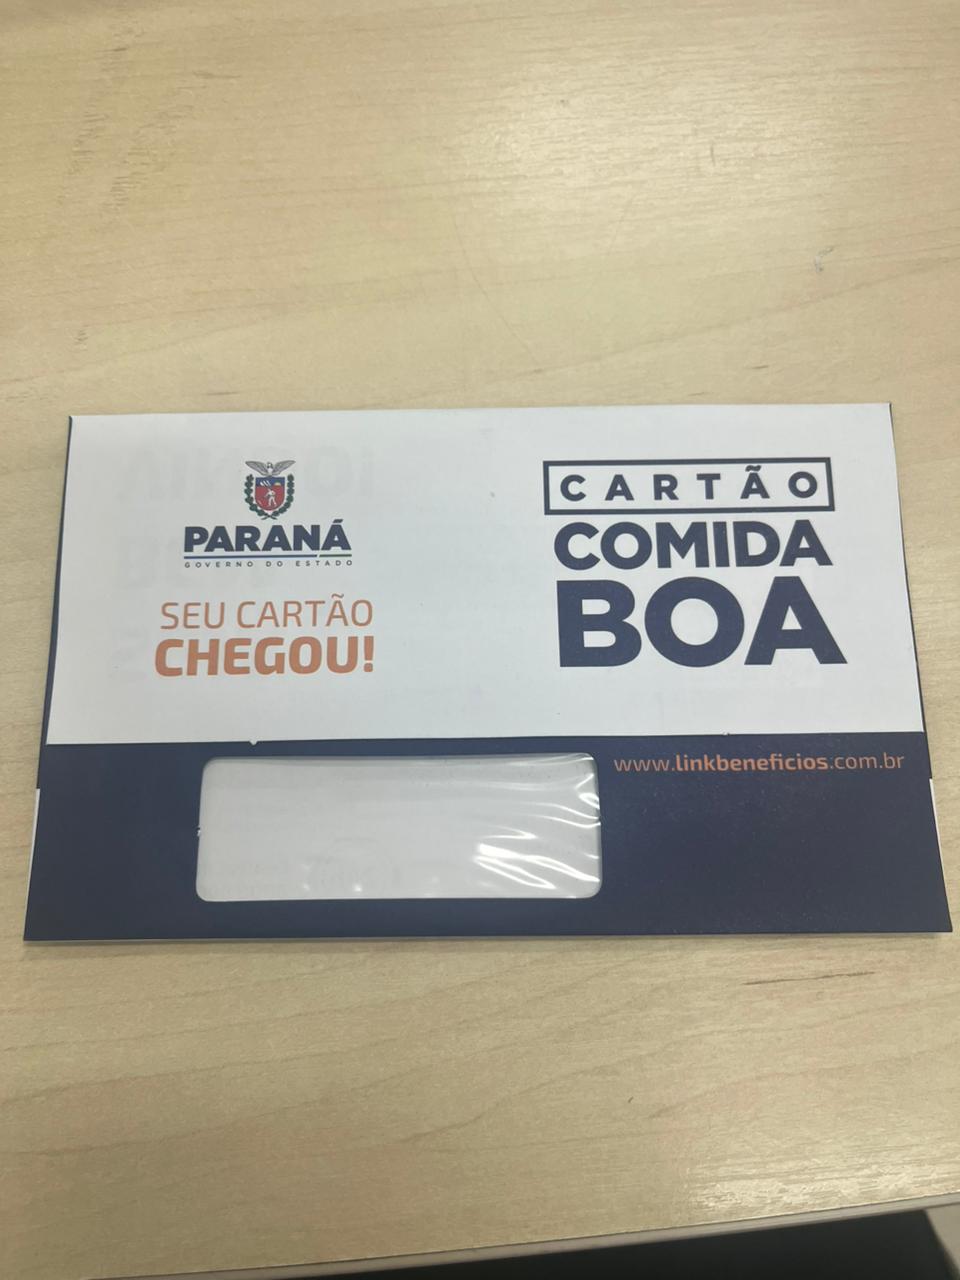 PARANÁ
GOVERNO DO ESTADO
SEU CARTÃO
CHEGOU!
CARTÃO
COMIDA
BOA
www.linkbeneficios.com.br